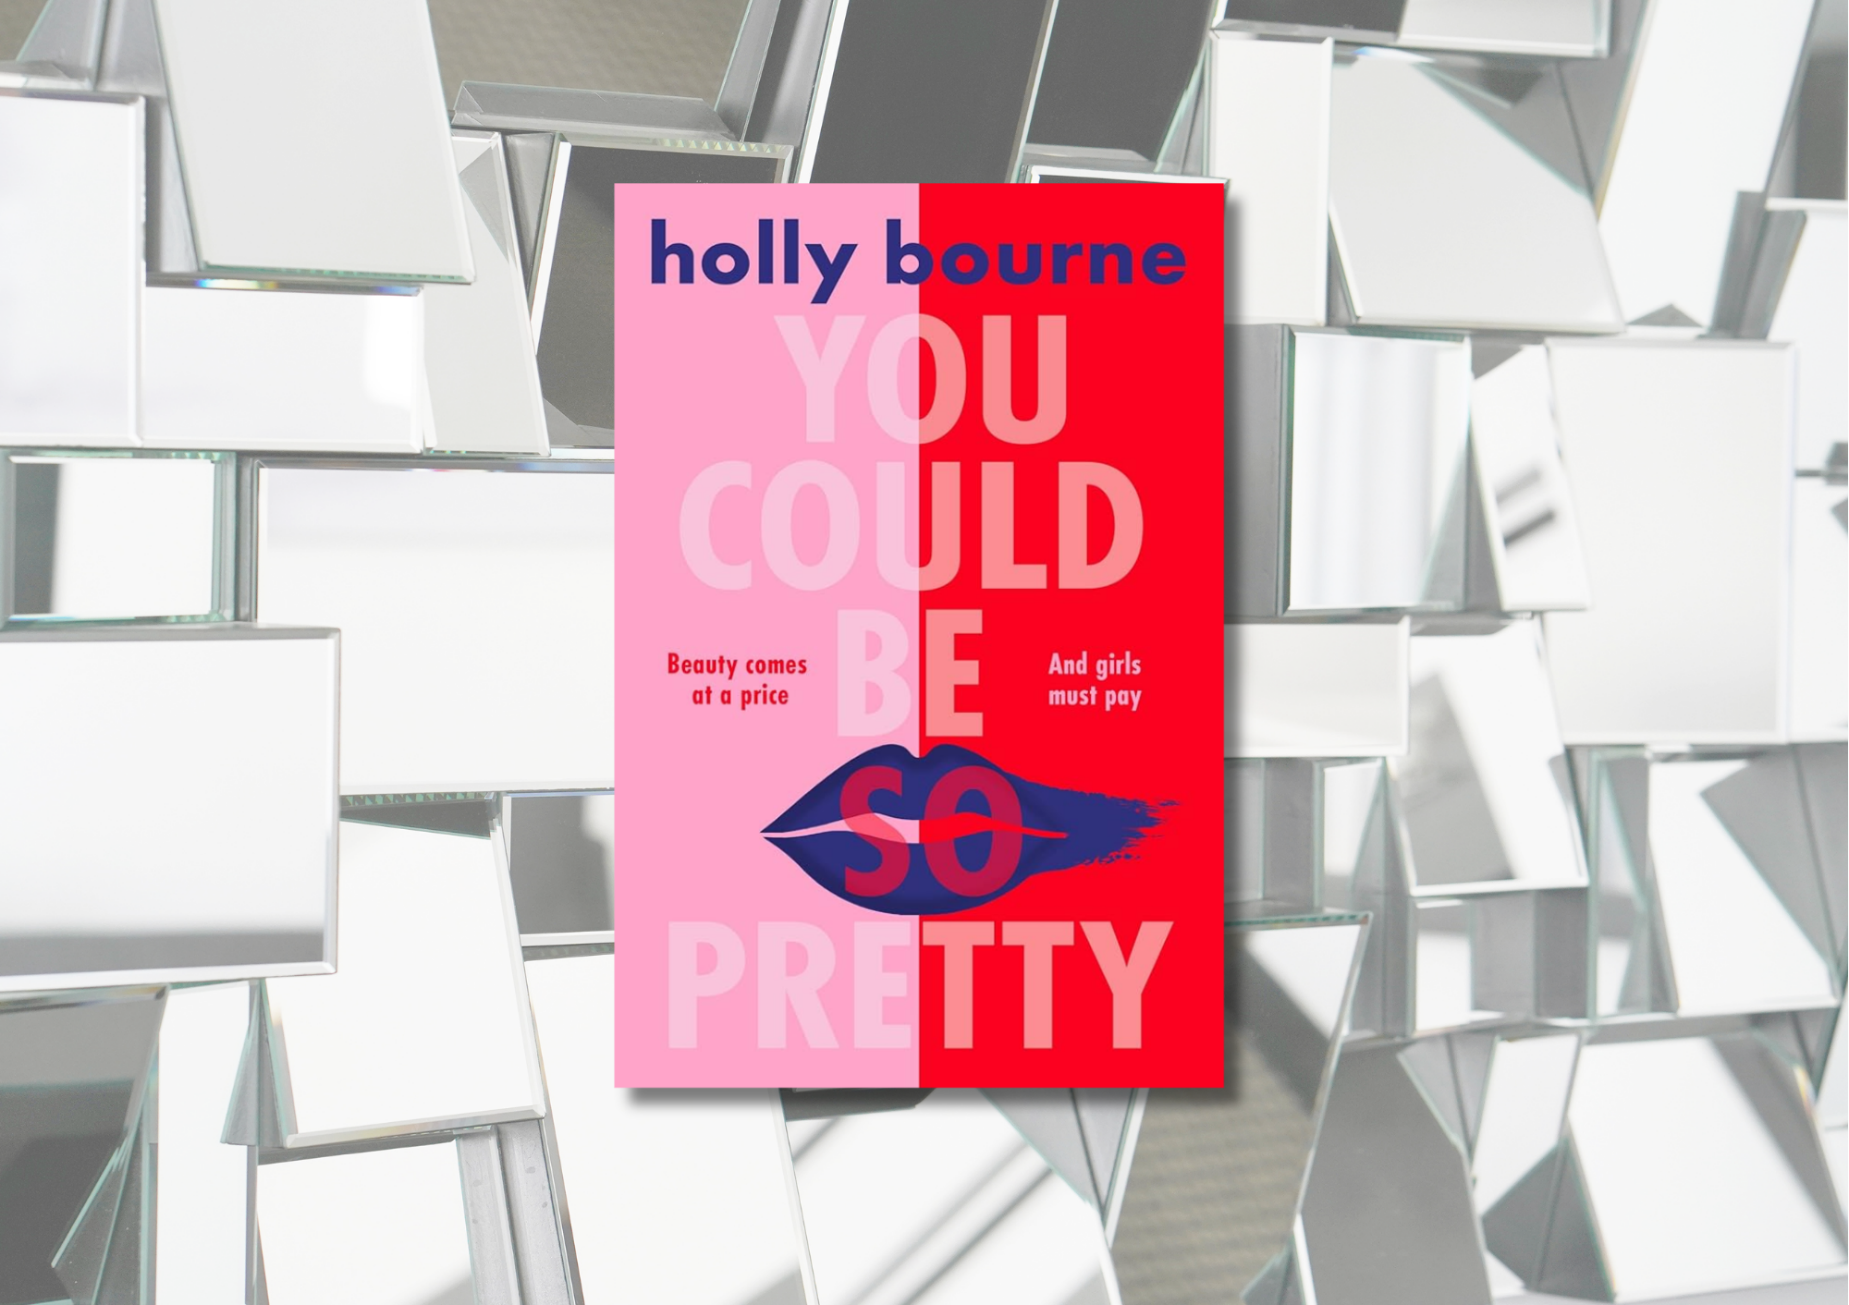 holly bourne
YOU
COULD
BE
Beauty comes
at a price
And girls
must pay
SO
PRETTY